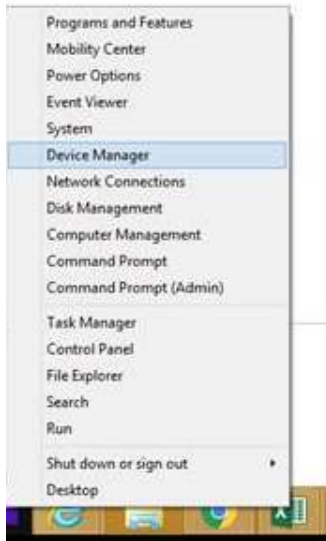 Programs and Features
Mobility Center
Power Options
Event Viewer
System
Device Manager
Network Connections
Disk Management
Computer Management
Command Prompt
Command Prompt (Admin)
Task Manager
Control Panel
File Explorer
Search
Run
Shut down or sign out
Desktop